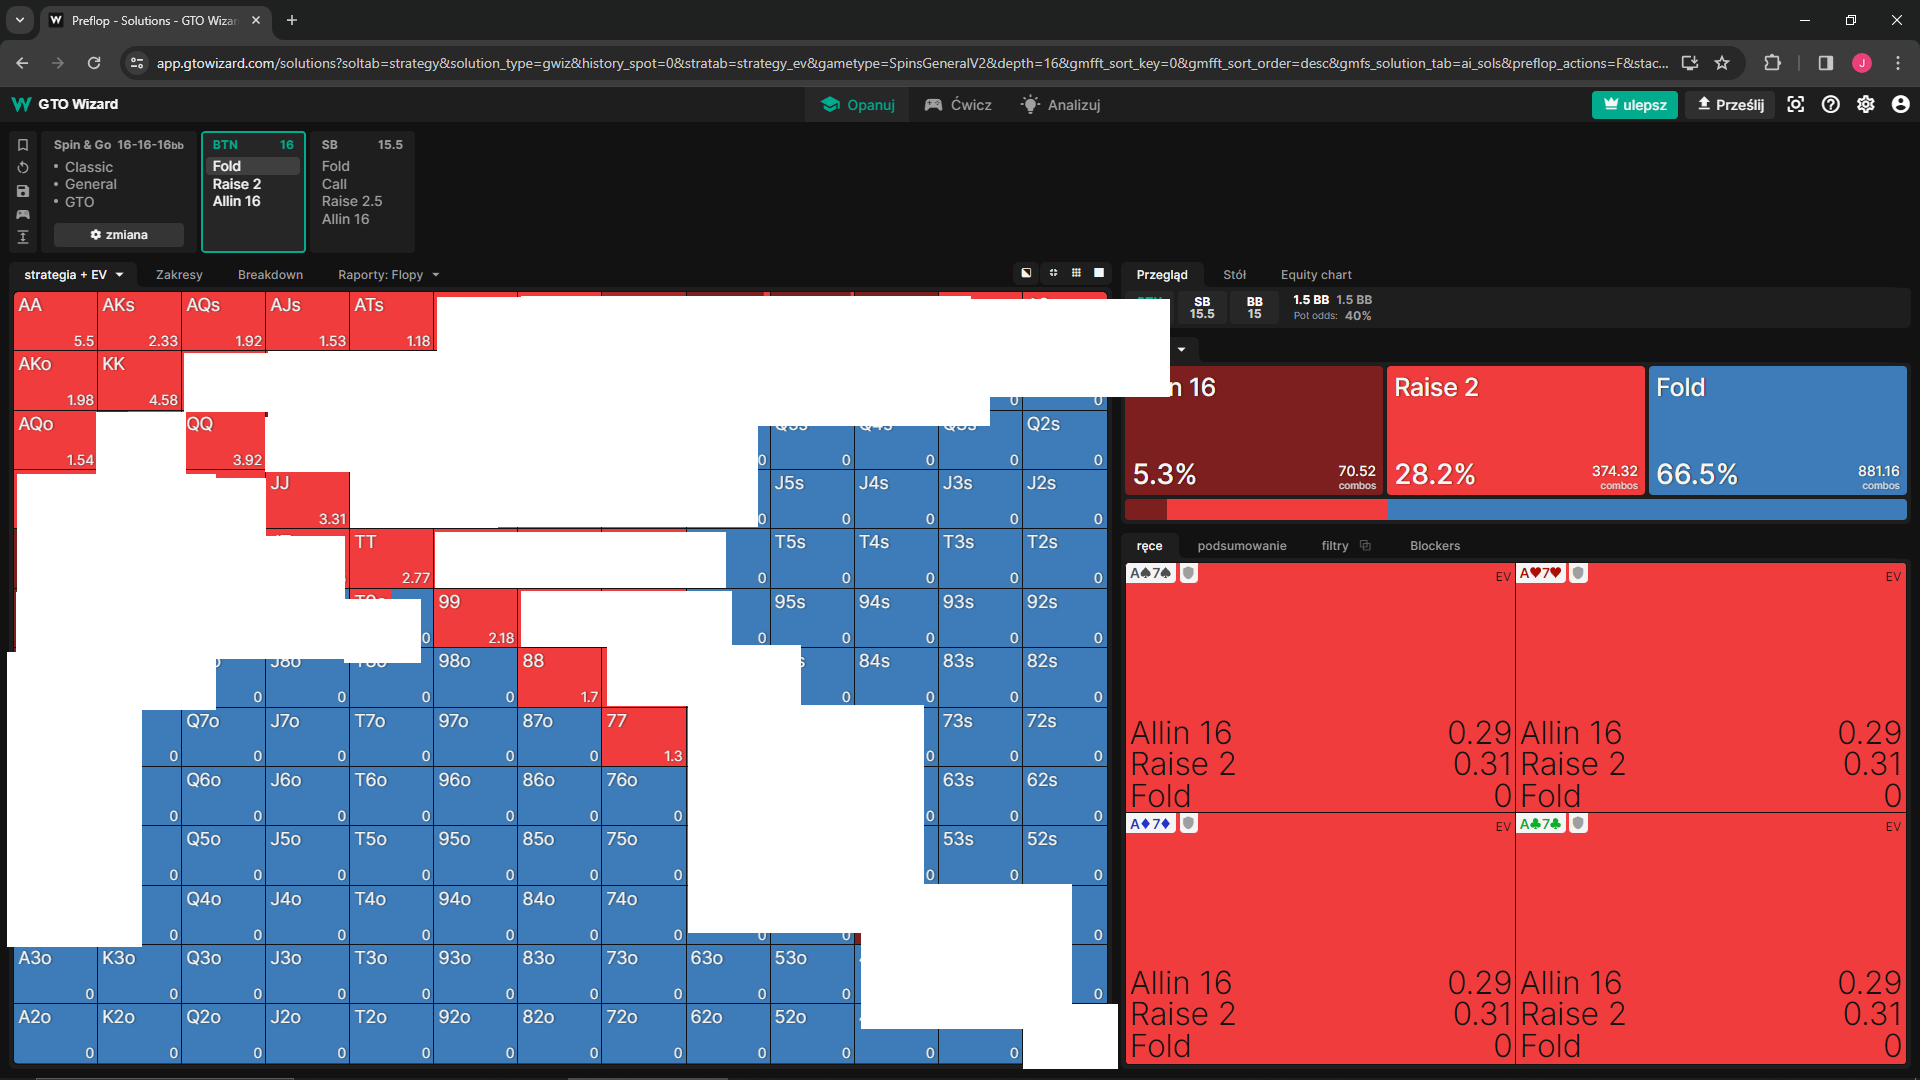 Preflop - Solutions - GTO Wizar
app.gtowizard.com/solutions?soltab=strategy&solution_type=gwiz&history_spot=0&stratab=strategy_ev&gametype=SpinsGeneralV2&depth=16&gmfft_sort_key=0&gmfft_sort_order=desc&gmfs_solution_tab=ai_sols&preflop_actions=F&stac...
J
GTO Wizard
Opanuj
Ćwicz
Analizuj
ulepsz
Prześlij
Spin & Go 16-16-16bb
• Classic
• General
• GTO
zmiana
BTN 16
Fold
Raise 2
Allin 16
SB 15.5
Fold
Call
Raise 2.5
Allin 16
strategia + EV
Zakresy
Breakdown
Raporty: Flopy
AA AKs AQs AJs ATs
5.5 2.33 1.92 1.53 1.18
AKo KK
1.98 4.58 0 0
AQo QQ Q2s
1.54 3.92 0 0 0 0 0
JJ J5s J4s J3s J2s
3.31 0 0 0 0 0
TT T5s T4s T3s T2s
2.77 0 0 0 0 0
99 95s 94s 93s 92s
0 2.18 0 0 0 0 0
J8o 98o 88 84s 83s 82s
0 0 0 0 1.7 0 0 0 0
Q7o J7o T7o 97o 87o 77 73s 72s
0 0 0 0 0 0 1.3 0 0 0
Q6o J6o T6o 96o 86o 76o 63s 62s
0 0 0 0 0 0 0 0 0 0
Q5o J5o T5o 95o 85o 75o 53s 52s
0 0 0 0 0 0 0 0 0 0
Q4o J4o T4o 94o 84o 74o
0 0 0 0 0 0 0 0 0 0
A3o K3o Q3o J3o T3o 93o 83o 73o 63o 53o
0 0 0 0 0 0 0 0 0 0 0
A2o K2o Q2o J2o T2o 92o 82o 72o 62o 52o
0 0 0 0 0 0 0 0 0 0 0 0
Przegląd
Stół
Equity chart
SB
15.5
BB
15
1.5 BB 1.5 BB
Pot odds: 40%
n 16
5.3%
70.52
combos
Raise 2
28.2%
374.32
combos
Fold
66.5%
881.16
combos
ręce
podsumowanie
filtry
Blockers
A♠7♠ EV
Allin 16 0.29
Raise 2 0.31
Fold 0
A♥7♥ EV
Allin 16 0.29
Raise 2 0.31
Fold 0
A♦7♦ EV
Allin 16 0.29
Raise 2 0.31
Fold 0
A♣7♣ EV
Allin 16 0.29
Raise 2 0.31
Fold 0